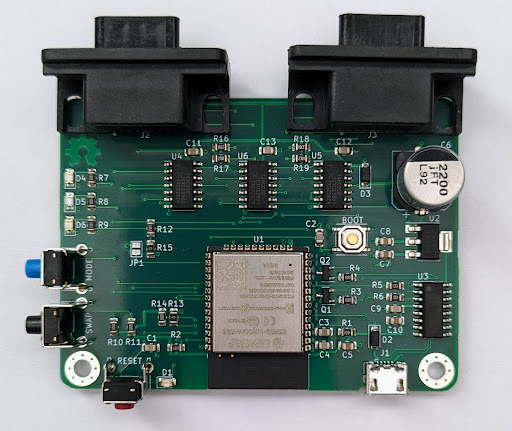 J2
J3
C11
R16
C13
R18
C12
C6
U4
R17
U6
U5
R19
2200
JFT
L92
D3
D4
R7
D5
R8
D6
R9
R12
C2
BOOT
U2
C8
U1
R15
C7
JP1
Q2
R4
MODE
U3
R5
R6
R3
C9
Q1
C10
R14
R13
SWAP
R10
R11
R2
C1
C3
R1
D2
C4
C5
J1
RESET
D1